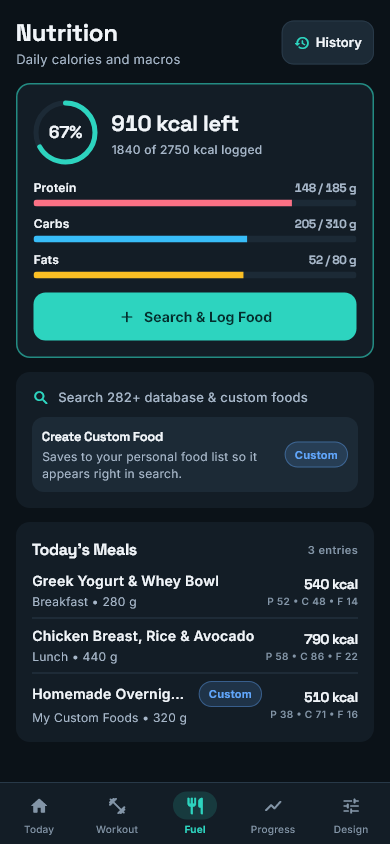 Nutrition
Daily calories and macros
History
67%
910 kcal left
1840 of 2750 kcal logged
Protein 148 / 185 g
Carbs 205 / 310 g
Fats 52 / 80 g
+ Search & Log Food
Search 282+ database & custom foods
Create Custom Food
Saves to your personal food list so it
appears right in search.
Custom
Today's Meals 3 entries
Greek Yogurt & Whey Bowl 540 kcal
Breakfast • 280 g P 52 • C 48 • F 14
Chicken Breast, Rice & Avocado 790 kcal
Lunch • 440 g P 58 • C 86 • F 22
Homemade Overnig... Custom 510 kcal
My Custom Foods • 320 g P 38 • C 71 • F 16
Today Workout Fuel Progress Design